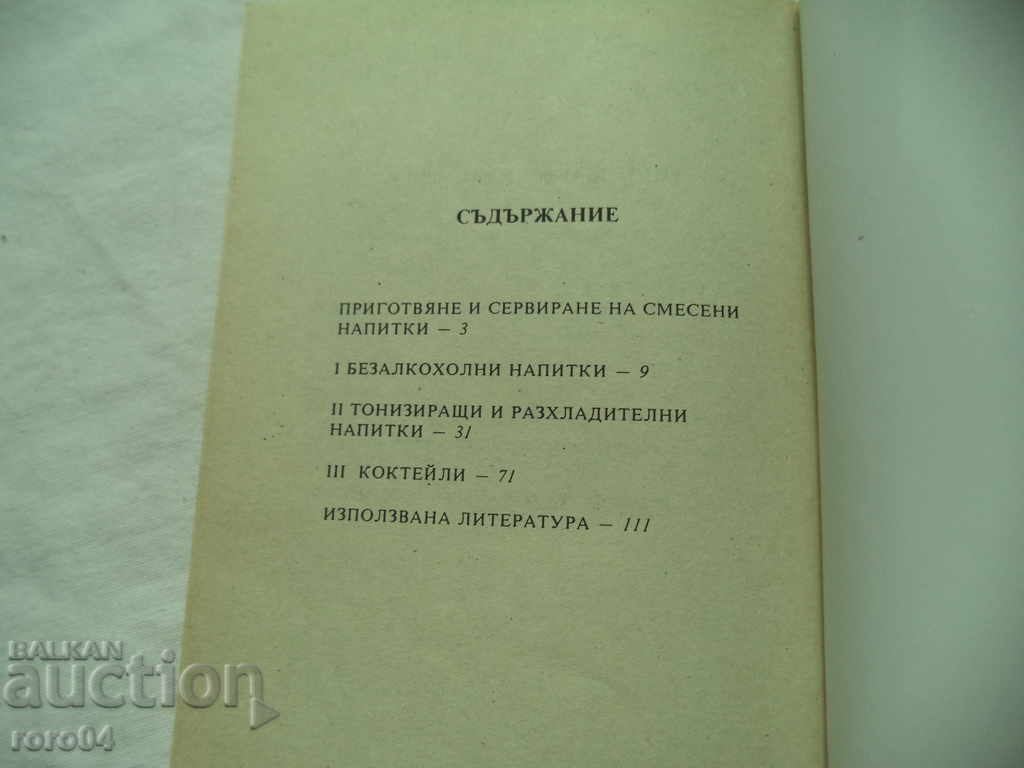 СЪДЪРЖАНИЕ
ПРИГОТВЯНЕ И СЕРВИРАНЕ НА СМЕСЕНИ
НАПИТКИ — 3
I БЕЗАЛКОХОЛНИ НАПИТКИ — 9
II ТОНИЗИРАЩИ И РАЗХЛАДИТЕЛНИ
НАПИТКИ — 31
III КОКТЕЙЛИ — 71
ИЗПОЛЗВАНА ЛИТЕРАТУРА — 111
BALKAN
auction
roro04